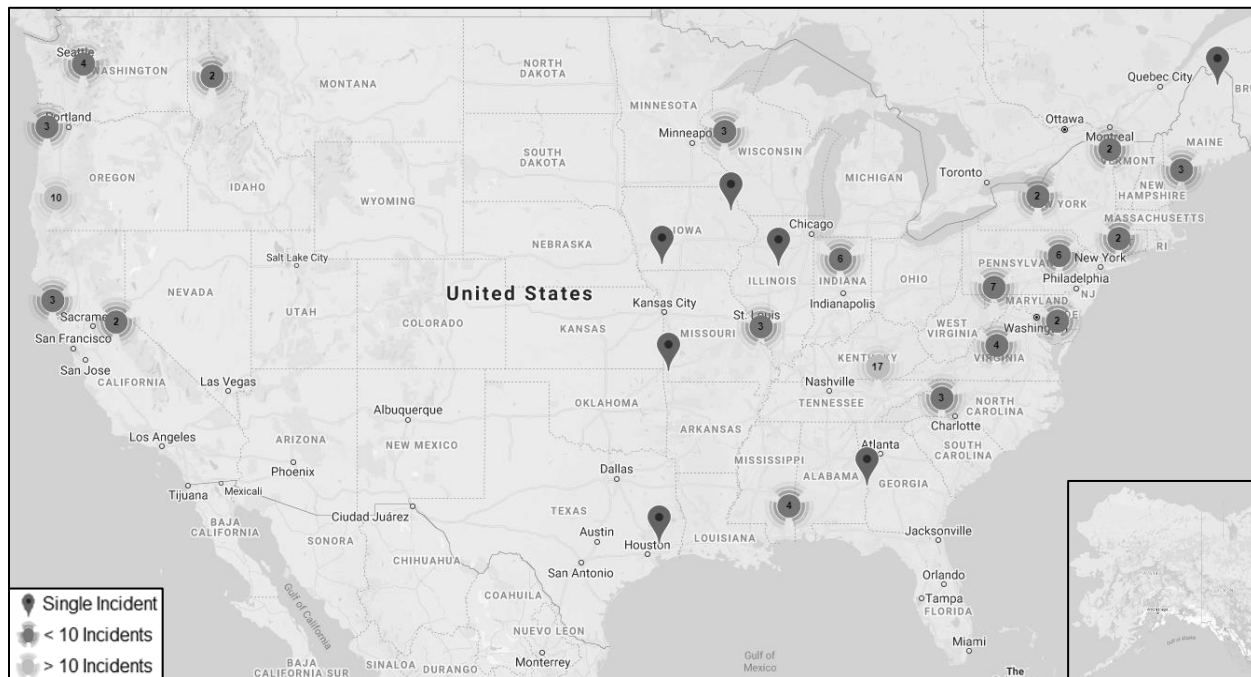 Quebec City
BRU
Seattle
4
WASHINGTON
2
MONTANA
NORTH
DAKOTA
MINNESOTA
Ottawa
MAINE
Portland
3
Minneapo
3
WISCONSIN
Montreal
2
VERMONT
3
SOUTH
DAKOTA
OREGON
IDAHO
MICHIGAN
Toronto
NEW
HAMPSHIRE
10
WYOMING
2
YORK
MASSACHUSETTS
Chicago
IOWA
2
RI
NEBRASKA
Salt Lake City
6
PENNSYLVA
6
New York
NEVADA
ILLINOIS
INDIANA
OHIO
Philadelphia
7
NJ
3
United States
Kansas City
Indianapolis
MARYLAND
Sacrame
2
UTAH
COLORADO
KANSAS
MISSOURI
St. Louis
3
WEST
VIRGINIA
Washington
2
DE
San Francisco
4
VIRGINIA
San Jose
KENTUCKY
17
CALIFORNIA
Las Vegas
Nashville
TENNESSEE
3
NORTH
CAROLINA
OKLAHOMA
Albuquerque
Charlotte
ARKANSAS
Los Angeles
ARIZONA
NEW MEXICO
Atlanta
SOUTH
CAROLINA
MISSISSIPPI
Phoenix
Dallas
ALABAMA
GEORGIA
Tijuana
Mexicali
4
Ciudad Juárez
TEXAS
BAJA
CALIFORNIA
SONORA
Austin
Houston
LOUISIANA
Jacksonville
CHIHUAHUA
San Antonio
Orlando
Gulf of California
COAHUILA
Tampa
FLORIDA
NUEVO LEON
Miami
Gulf of
Mexico
BAJA
CALIFORNIA SUR
SINALOA
DURANGO
Monterrey
The
Single Incident
< 10 Incidents
> 10 Incidents